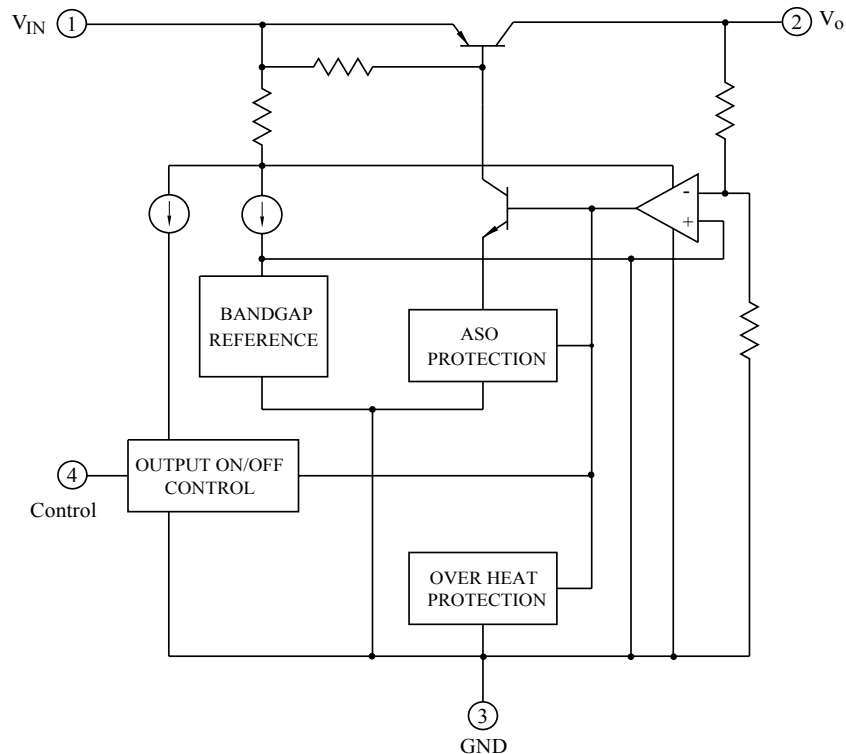 V_IN 1
2 V_o
-
+
BANDGAP
REFERENCE
ASO
PROTECTION
4
Control
OUTPUT ON/OFF
CONTROL
OVER HEAT
PROTECTION
3
GND